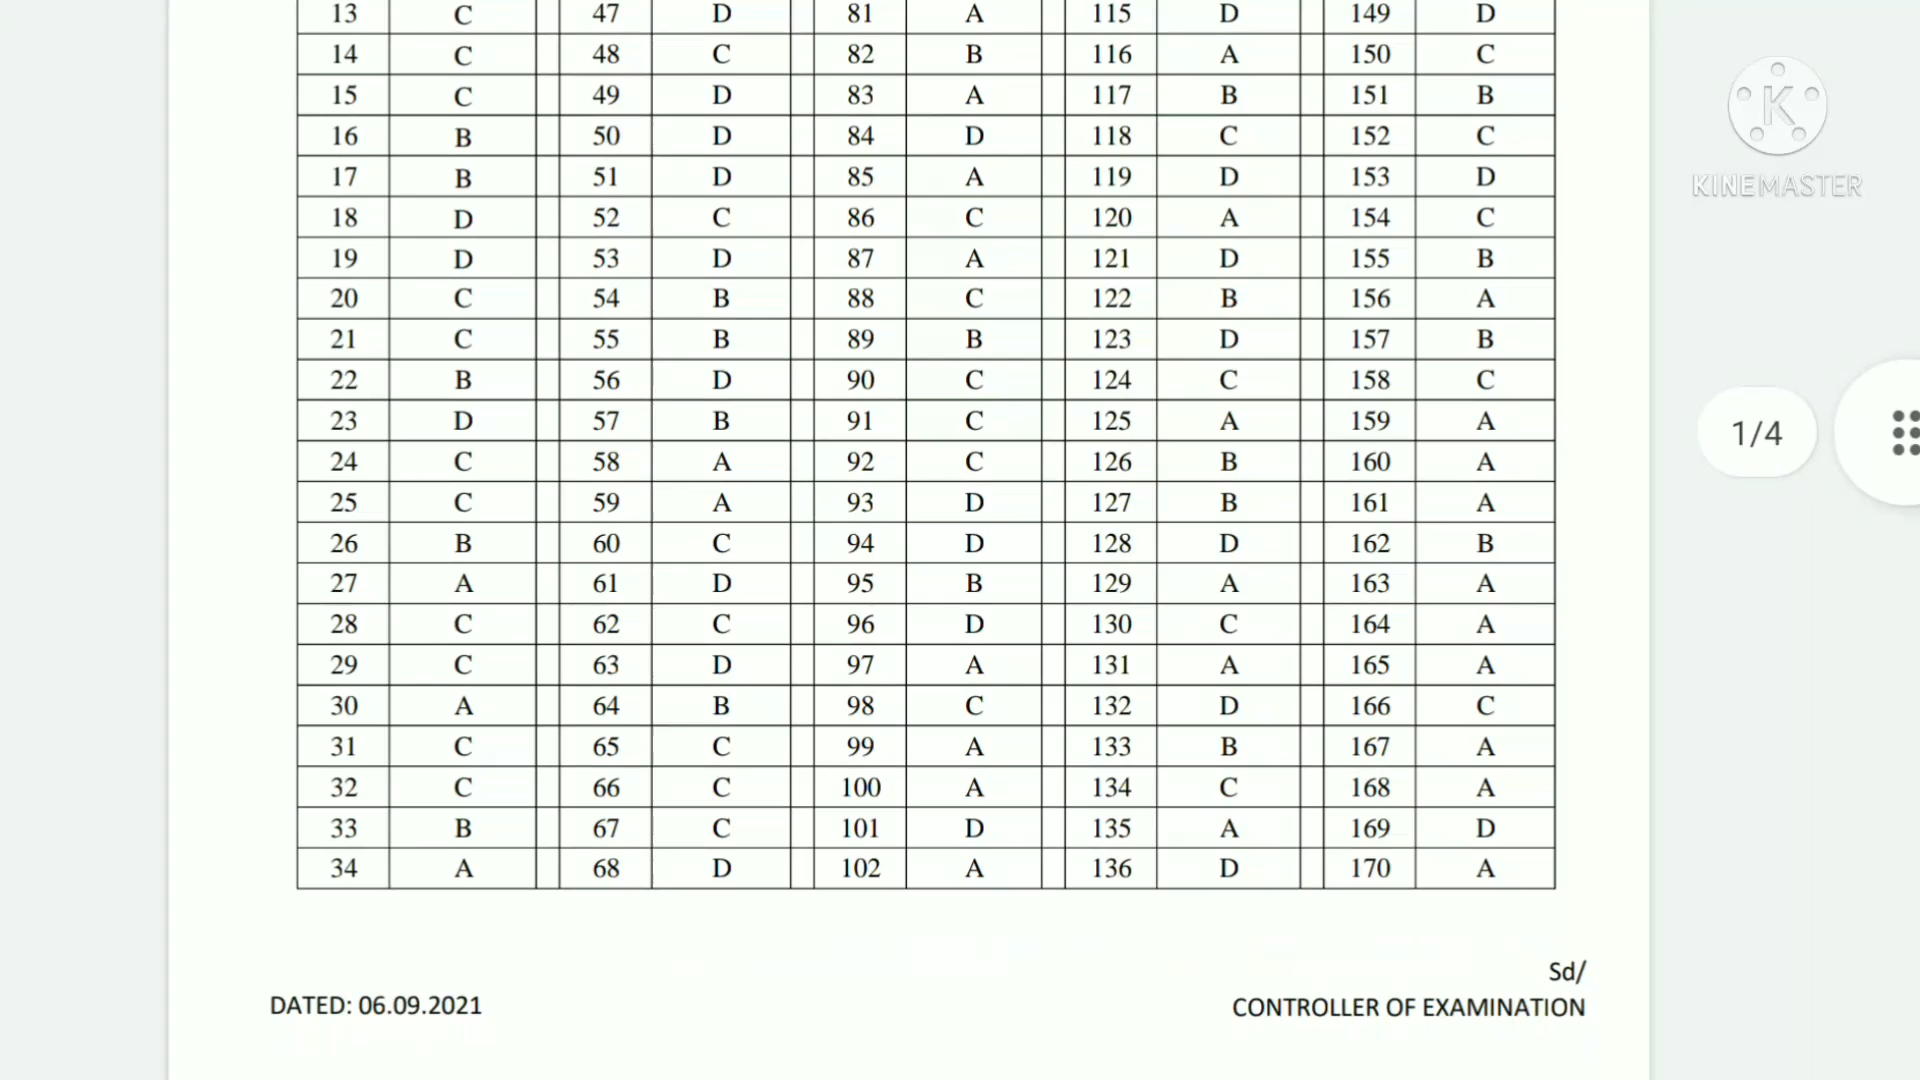 13 C 47 D 81 A 115 D 149 D
14 C 48 C 82 B 116 A 150 C
15 C 49 D 83 A 117 B 151 B
16 B 50 D 84 D 118 C 152 C
17 B 51 D 85 A 119 D 153 D
18 D 52 C 86 C 120 A 154 C
19 D 53 D 87 A 121 D 155 B
20 C 54 B 88 C 122 B 156 A
21 C 55 B 89 B 123 D 157 B
22 B 56 D 90 C 124 C 158 C
23 D 57 B 91 C 125 A 159 A
24 C 58 A 92 C 126 B 160 A
25 C 59 A 93 D 127 B 161 A
26 B 60 C 94 D 128 D 162 B
27 A 61 D 95 B 129 A 163 A
28 C 62 C 96 D 130 C 164 A
29 C 63 D 97 A 131 A 165 A
30 A 64 B 98 C 132 D 166 C
31 C 65 C 99 A 133 B 167 A
32 C 66 C 100 A 134 C 168 A
33 B 67 C 101 D 135 A 169 D
34 A 68 D 102 A 136 D 170 A
Sd/
DATED: 06.09.2021 CONTROLLER OF EXAMINATION
K
KINEMASTER
1/4